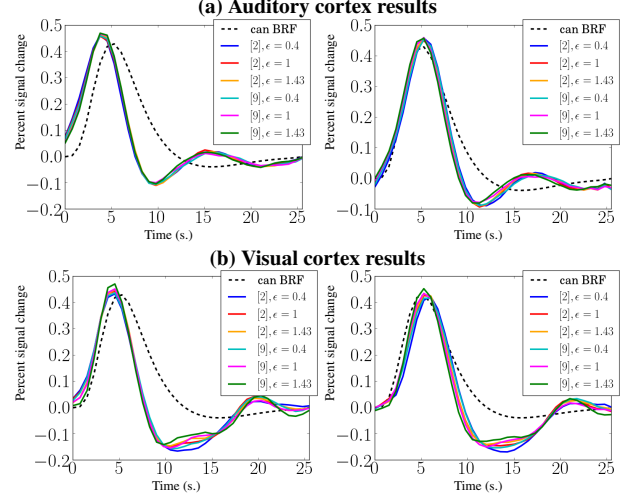 (a) Auditory cortex results
Percent signal change
0.5
0.4
0.3
0.2
0.1
0.0
−0.1
−0.2
can BRF
[2], ϵ = 0.4
[2], ϵ = 1
[2], ϵ = 1.43
[9], ϵ = 0.4
[9], ϵ = 1
[9], ϵ = 1.43
0 5 10 15 20 25
Time (s.)
Percent signal change
0.5
0.4
0.3
0.2
0.1
0.0
−0.1
can BRF
[2], ϵ = 0.4
[2], ϵ = 1
[2], ϵ = 1.43
[9], ϵ = 0.4
[9], ϵ = 1
[9], ϵ = 1.43
0 5 10 15 20 25
Time (s.)
(b) Visual cortex results
Percent signal change
0.5
0.4
0.3
0.2
0.1
0.0
−0.1
−0.2
can BRF
[2], ϵ = 0.4
[2], ϵ = 1
[2], ϵ = 1.43
[9], ϵ = 0.4
[9], ϵ = 1
[9], ϵ = 1.43
0 5 10 15 20 25
Time (s.)
Percent signal change
0.5
0.4
0.3
0.2
0.1
0.0
−0.1
−0.2
can BRF
[2], ϵ = 0.4
[2], ϵ = 1
[2], ϵ = 1.43
[9], ϵ = 0.4
[9], ϵ = 1
[9], ϵ = 1.43
0 5 10 15 20 25
Time (s.)